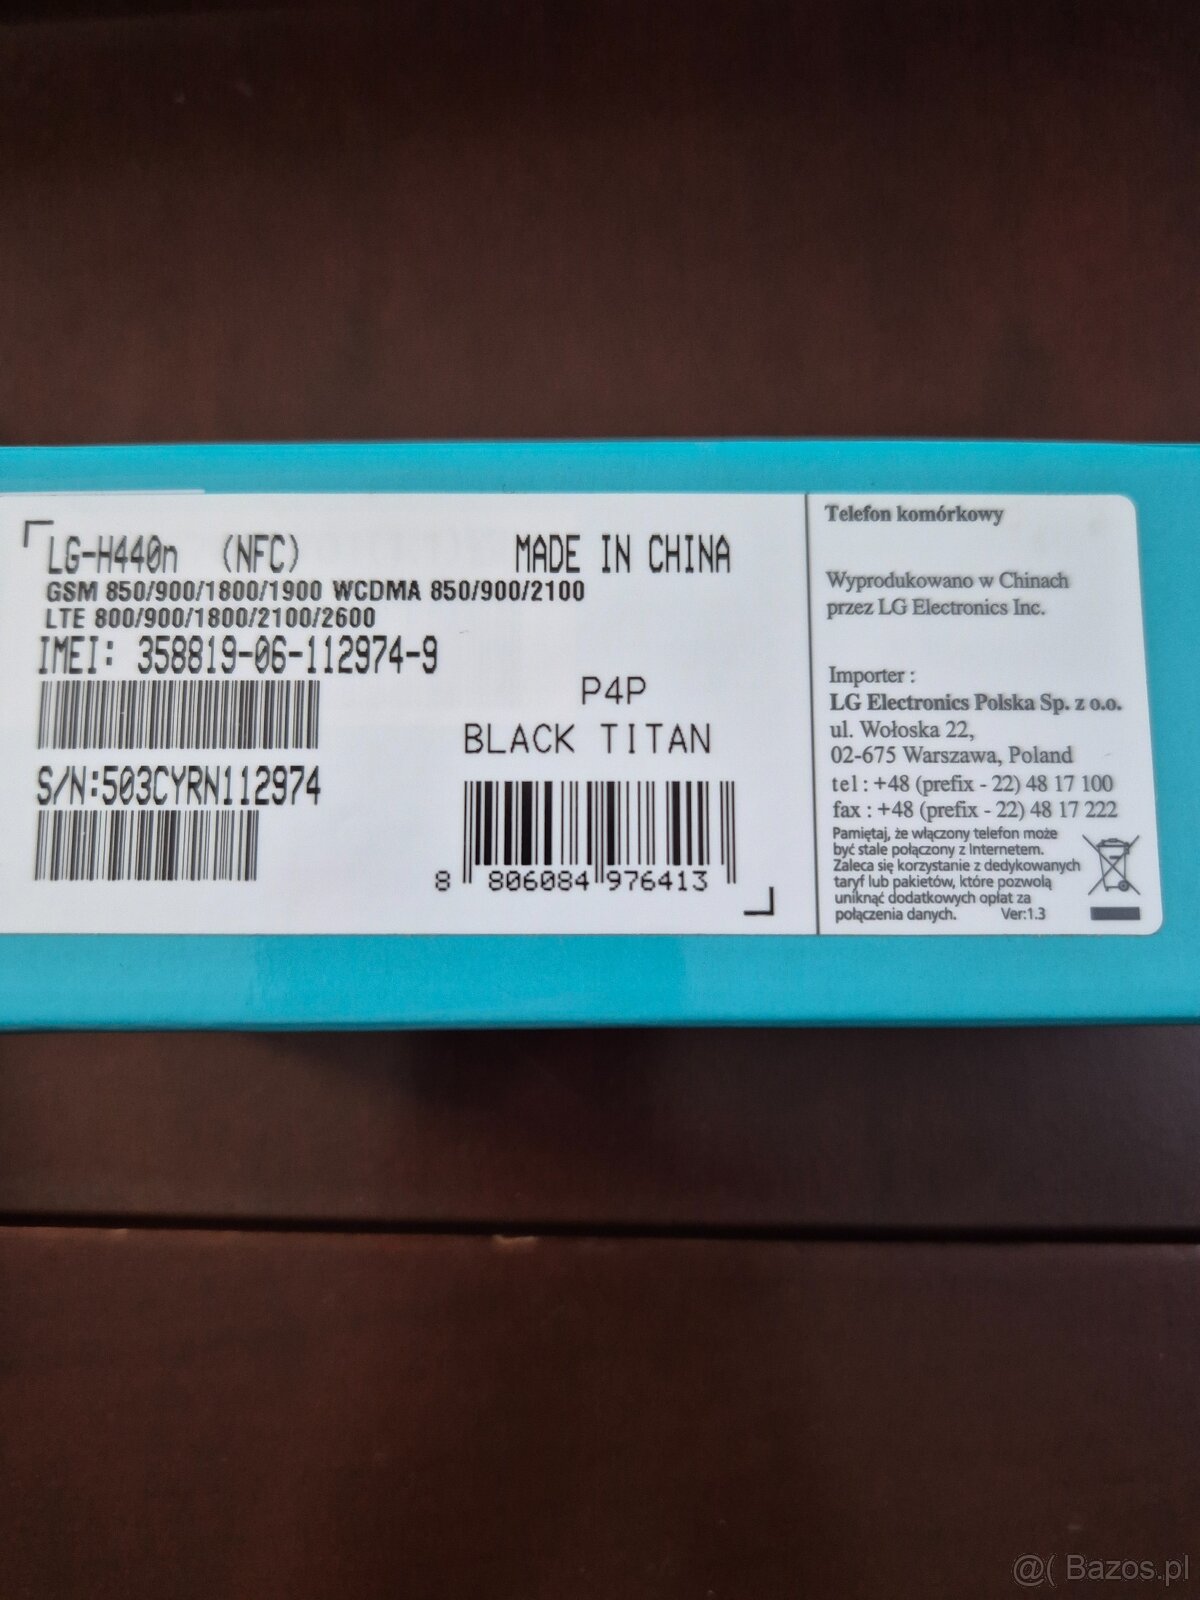 LG-H440n (NFC) MADE IN CHINA
GSM 850/900/1800/1900 WCDMA 850/900/2100
LTE 800/900/1800/2100/2600
IMEI: 358819-06-112974-9
P4P
BLACK TITAN
S/N:503CYRN112974
8 806084 976413
Telefon komórkowy
Wyprodukowano w Chinach
przez LG Electronics Inc.
Importer :
LG Electronics Polska Sp. z o.o.
ul. Wołoska 22,
02-675 Warszawa, Poland
tel : +48 (prefix - 22) 48 17 100
fax : +48 (prefix - 22) 48 17 222
Pamiętaj, że włączony telefon może
być stale połączony z Internetem.
Zaleca się korzystanie z dedykowanych
taryf lub pakietów, które pozwolą
uniknąć dodatkowych opłat za
połączenia danych. Ver:1.3
@( Bazos.pl